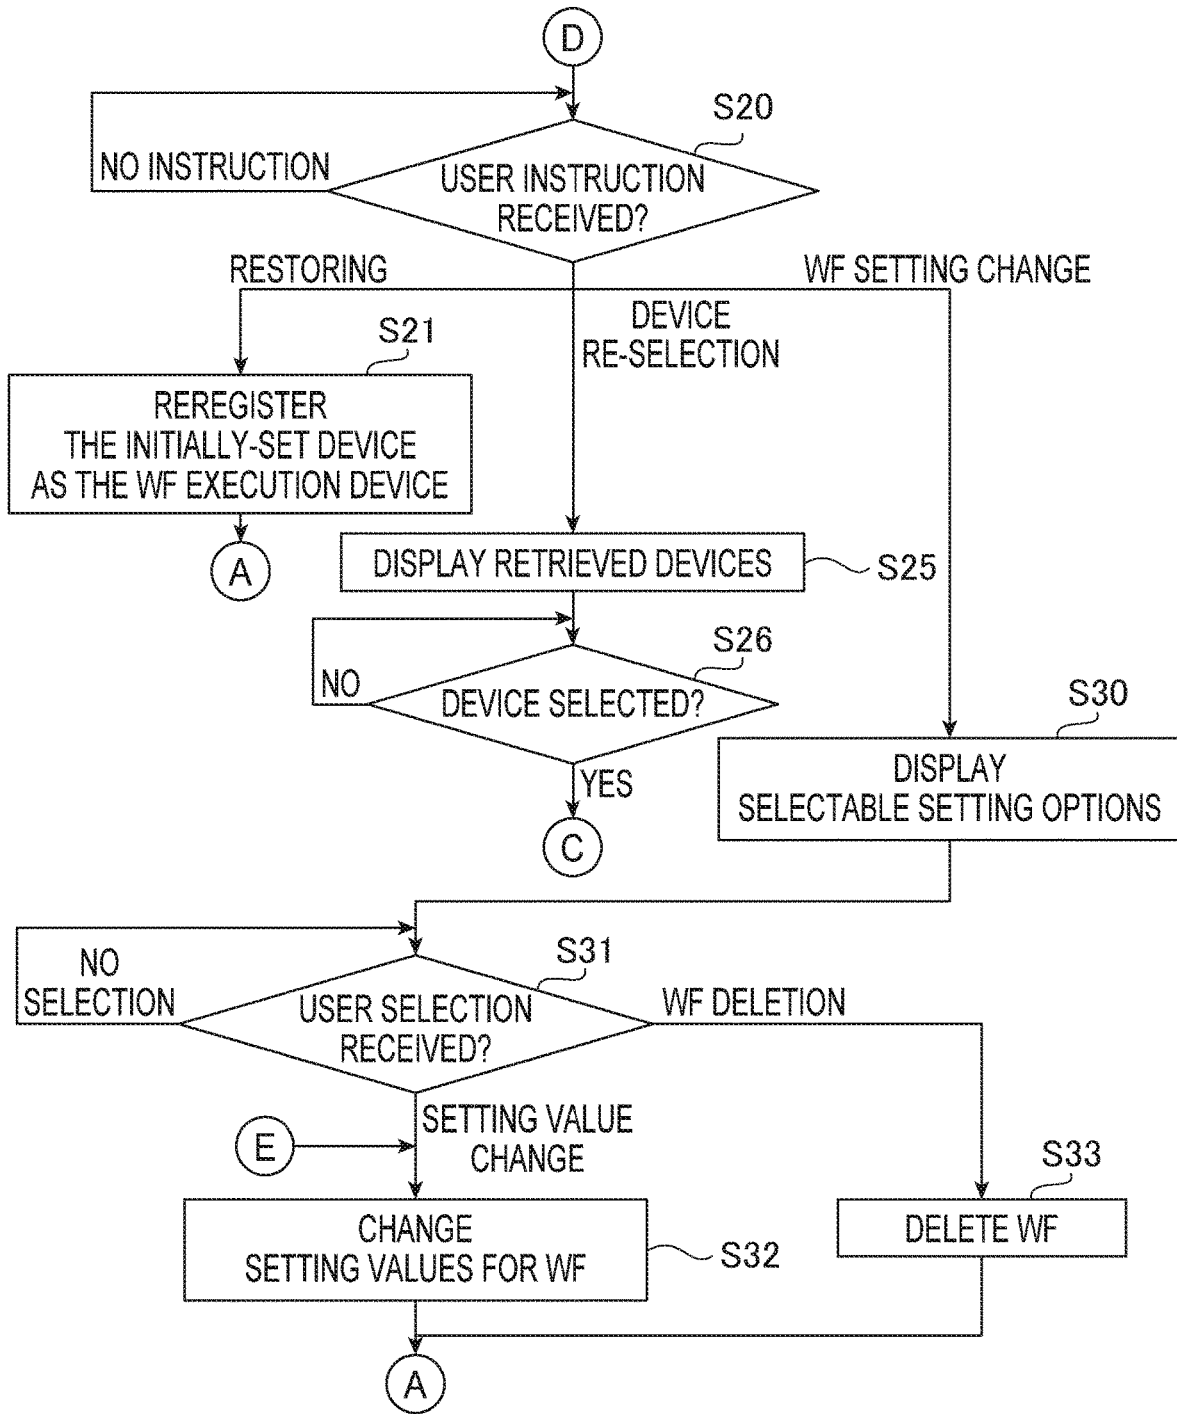 D
S20
NO INSTRUCTION
USER INSTRUCTION
RECEIVED?
RESTORING
WF SETTING CHANGE
DEVICE
RE-SELECTION
S21
REREGISTER
THE INITIALLY-SET DEVICE
AS THE WF EXECUTION DEVICE
A
DISPLAY RETRIEVED DEVICES
S25
S26
NO
DEVICE SELECTED?
YES
C
S30
DISPLAY
SELECTABLE SETTING OPTIONS
NO
SELECTION
S31
USER SELECTION
RECEIVED?
WF DELETION
SETTING VALUE
CHANGE
E
CHANGE
SETTING VALUES FOR WF
S32
S33
DELETE WF
A